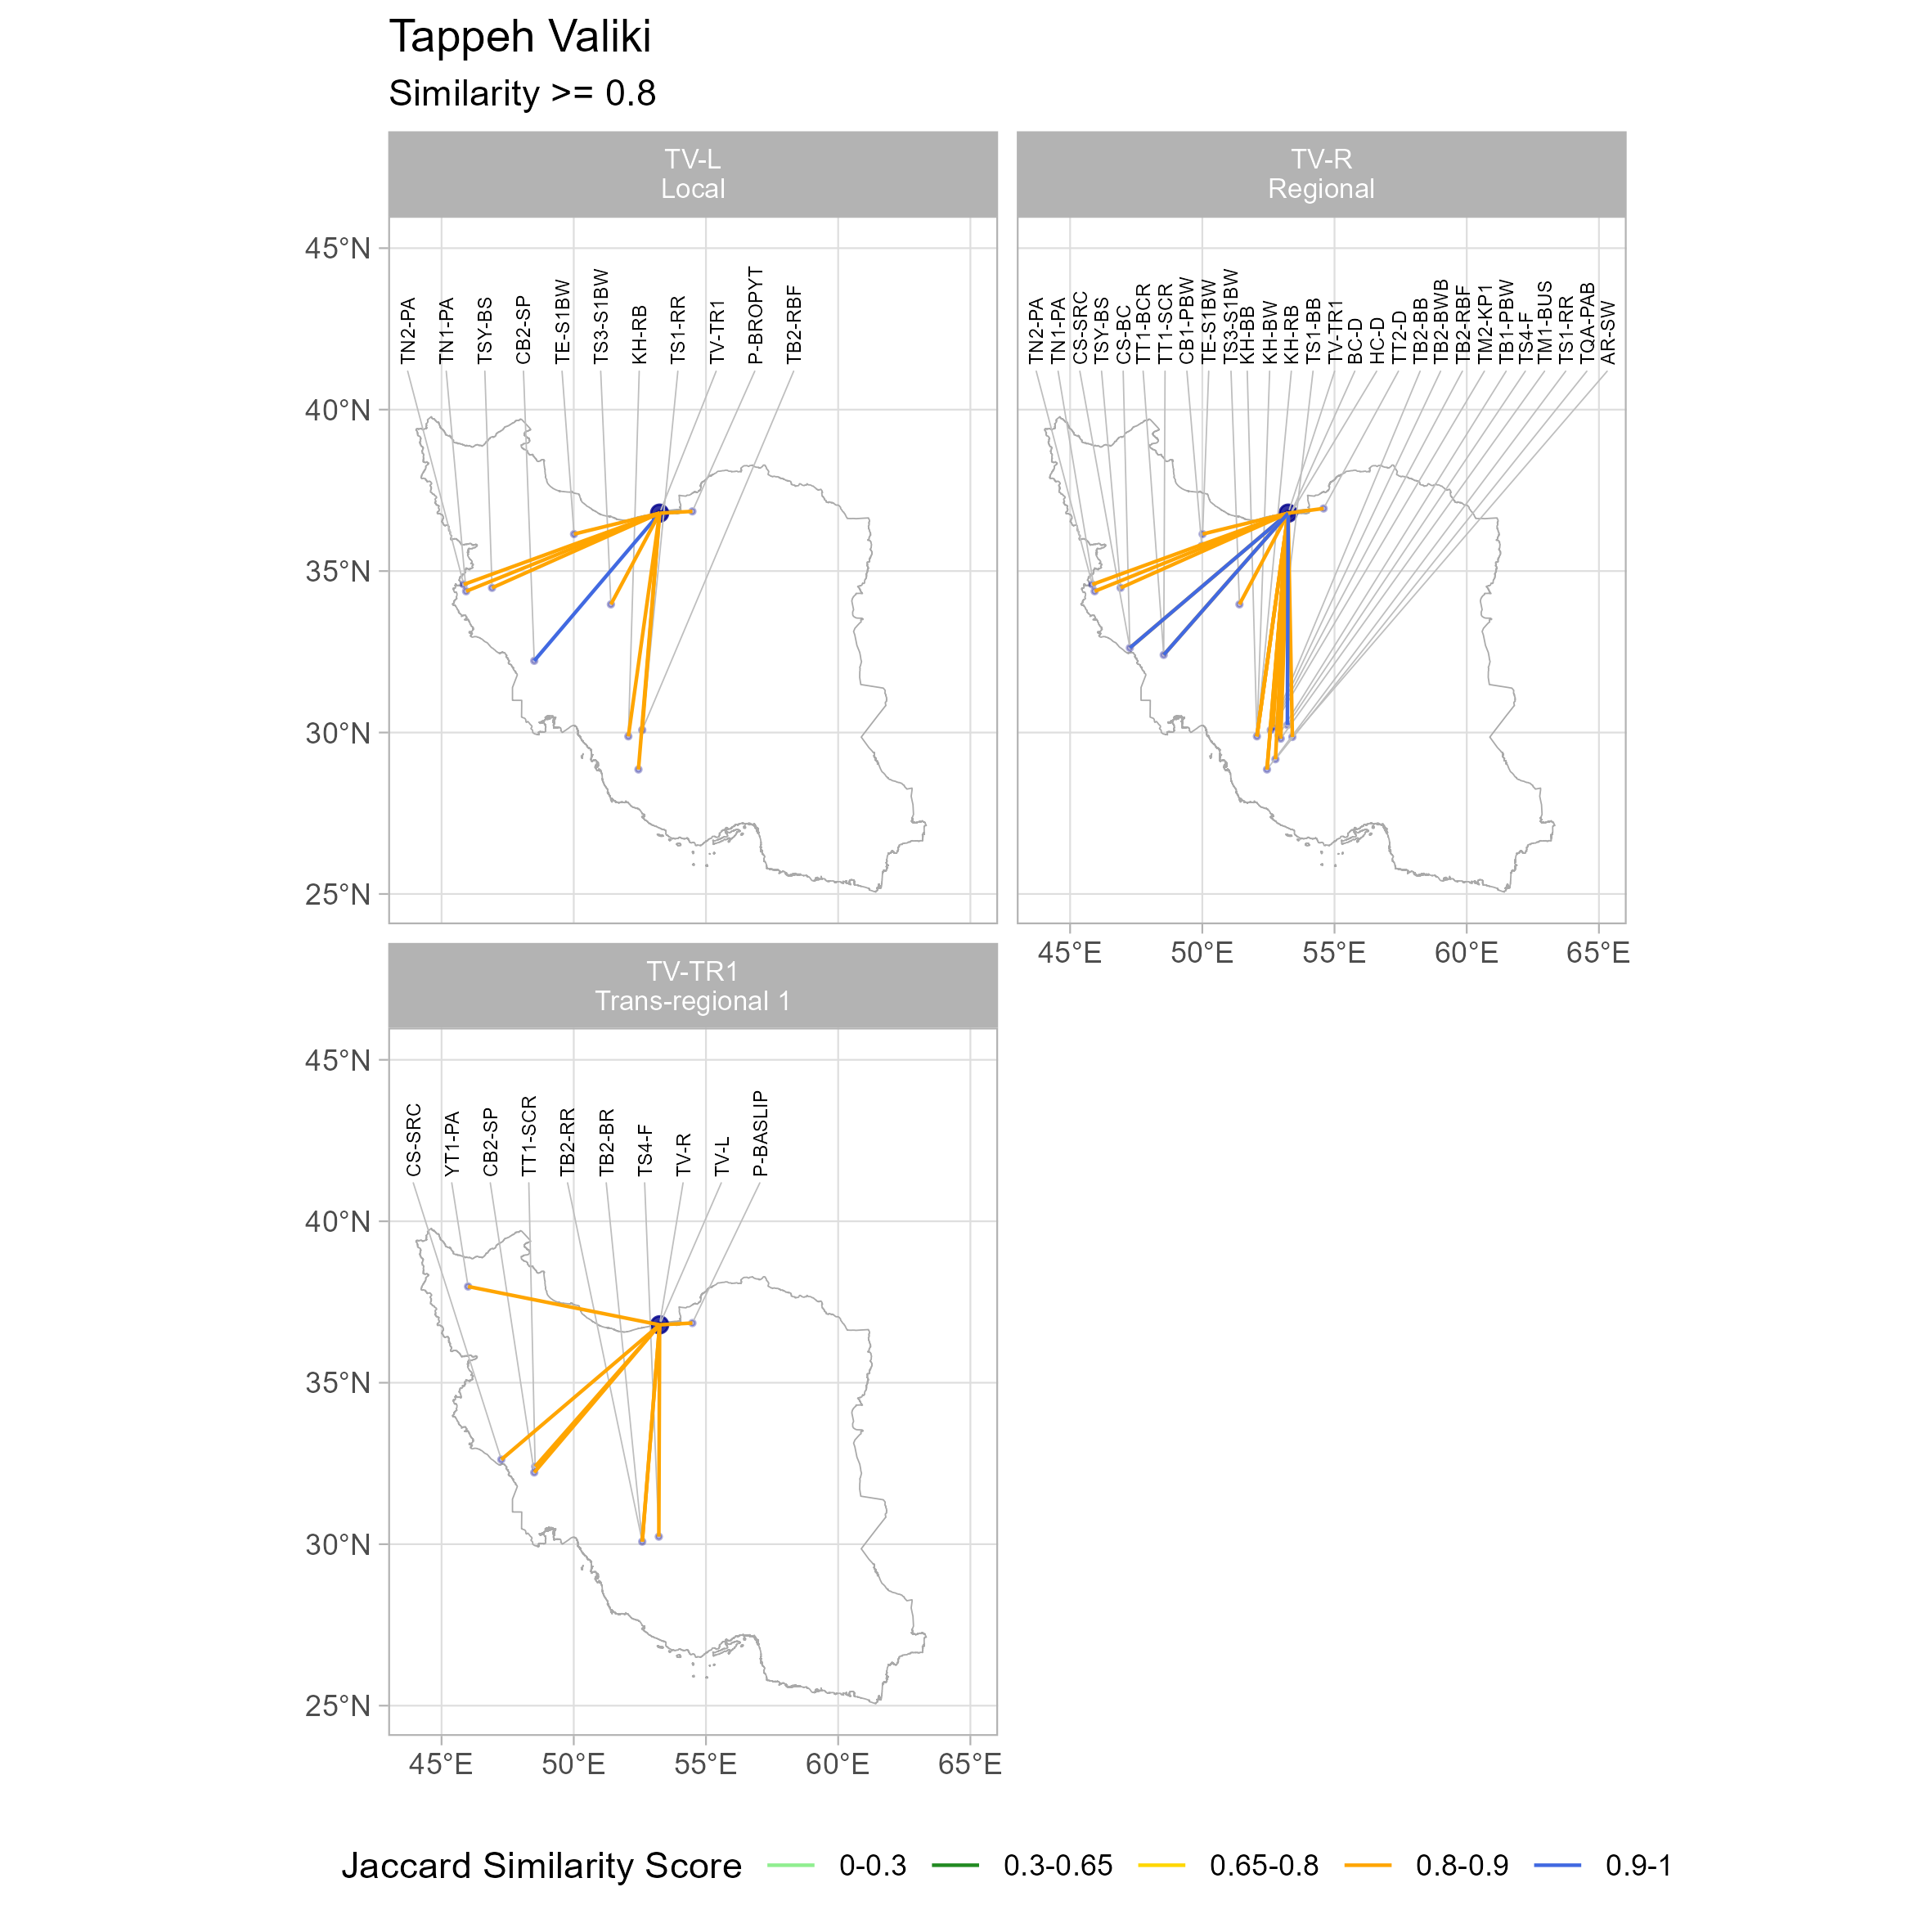 Tappeh Valiki
Similarity >= 0.8
TV-L
Local
TV-R
Regional
45°N
40°N
35°N
30°N
25°N
TN2-PA
TN1-PA
TSY-BS
CB2-SP
TE-S1BW
TS3-S1BW
KH-RB
TS1-RR
TV-TR1
P-BROPYT
TB2-RBF
TN2-PA
TN1-PA
CS-SRC
TSY-BS
CS-BC
TT1-BCR
TT1-SCR
CB1-PBW
TE-S1BW
TS3-S1BW
KH-BB
KH-BW
KH-RB
TS1-BB
TV-TR1
BC-D
HC-D
TT2-D
TB2-BB
TB2-BWB
TB2-RBF
TM2-KP1
TB1-PBW
TS4-F
TM1-BUS
TS1-RR
TQA-PAB
AR-SW
45°E 50°E 55°E 60°E 65°E
TV-TR1
Trans-regional 1
45°N
40°N
35°N
30°N
25°N
CS-SRC
YT1-PA
CB2-SP
TT1-SCR
TB2-RR
TB2-BR
TS4-F
TV-R
TV-L
P-BASLIP
45°E 50°E 55°E 60°E 65°E
Jaccard Similarity Score 0-0.3 0.3-0.65 0.65-0.8 0.8-0.9 0.9-1